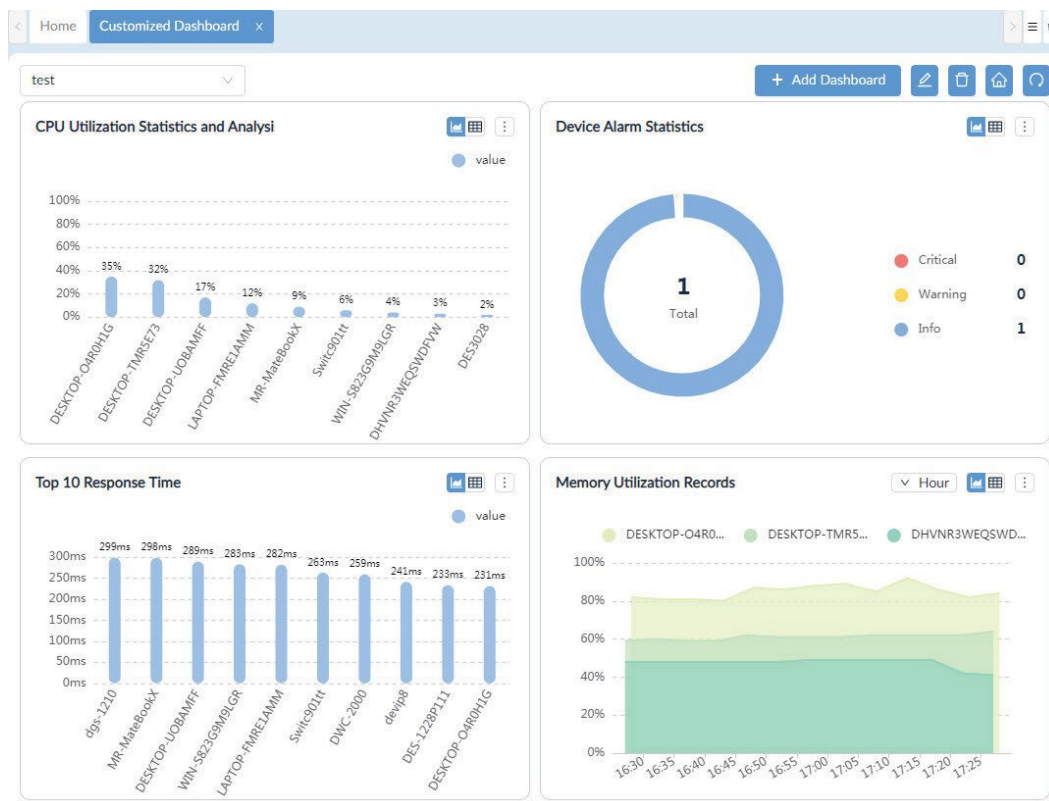 Home
Customized Dashboard ×
test
+ Add Dashboard
CPU Utilization Statistics and Analysi
value
100%
80%
60%
40%
20%
0%
35%
32%
17%
12%
9%
6%
4%
3%
2%
DESKTOP-O4R0H1G
DESKTOP-TMR5E73
DESKTOP-UOBAMFF
LAPTOP-FMRE1AMM
MR-MateBookX
Switc901tt
WIN-S823G9M9LGR
DHVNR3WEQSWDFVW
DES3028
Device Alarm Statistics
1
Total
Critical 0
Warning 0
Info 1
Top 10 Response Time
value
300ms
250ms
200ms
150ms
100ms
50ms
0ms
299ms
298ms
289ms
283ms
282ms
263ms
259ms
241ms
233ms
231ms
dgs-1210
MR-MateBookX
DESKTOP-UOBAMFF
WIN-S823G9M9LGR
LAPTOP-FMRE1AMM
Switc901tt
DWC-2000
devip8
DES-1228P111
DESKTOP-O4R0H1G
Memory Utilization Records
Hour
DESKTOP-O4R0...
DESKTOP-TMR5...
DHVNR3WEQSWD...
100%
80%
60%
40%
20%
0%
16:30
16:35
16:40
16:45
16:50
16:55
17:00
17:05
17:10
17:15
17:20
17:25